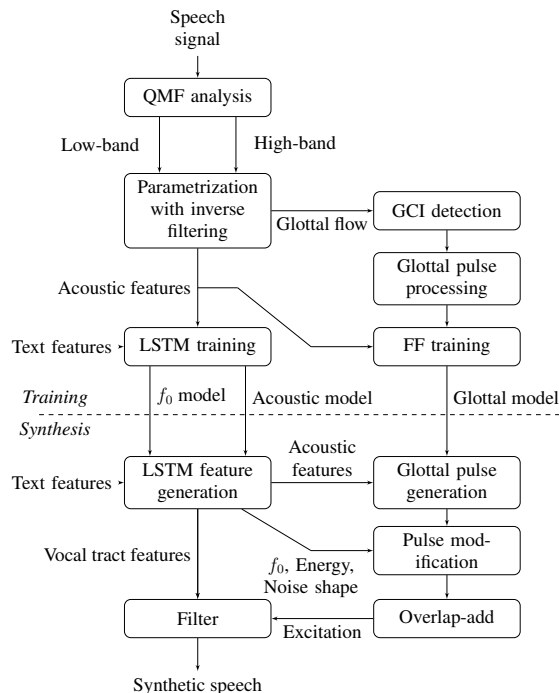 Speech
signal
QMF analysis
Low-band
High-band
Parametrization
with inverse
filtering
Glottal flow
GCI detection
Glottal pulse
processing
Acoustic features
Text features
LSTM training
FF training
Training
f0 model
Acoustic model
Glottal model
Synthesis
Text features
LSTM feature
generation
Acoustic
features
Glottal pulse
generation
Vocal tract features
f0, Energy,
Noise shape
Pulse mod-
ification
Filter
Excitation
Overlap-add
Synthetic speech